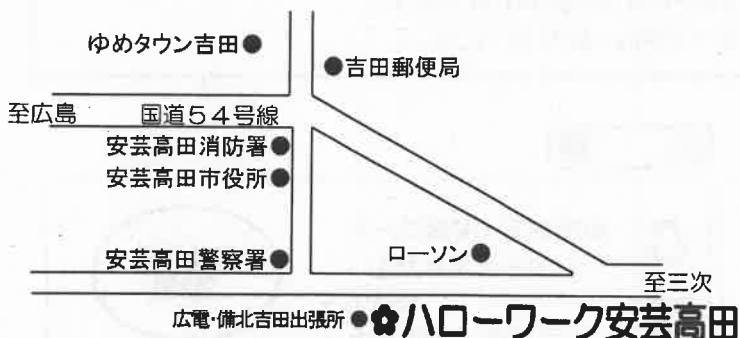 ゆめタウン吉田●
●吉田郵便局
至広島 国道54号線
安芸高田消防署●
安芸高田市役所●
安芸高田警察署●
ローソン●
至三次
広電・備北吉田出張所●
ハローワーク安芸高田